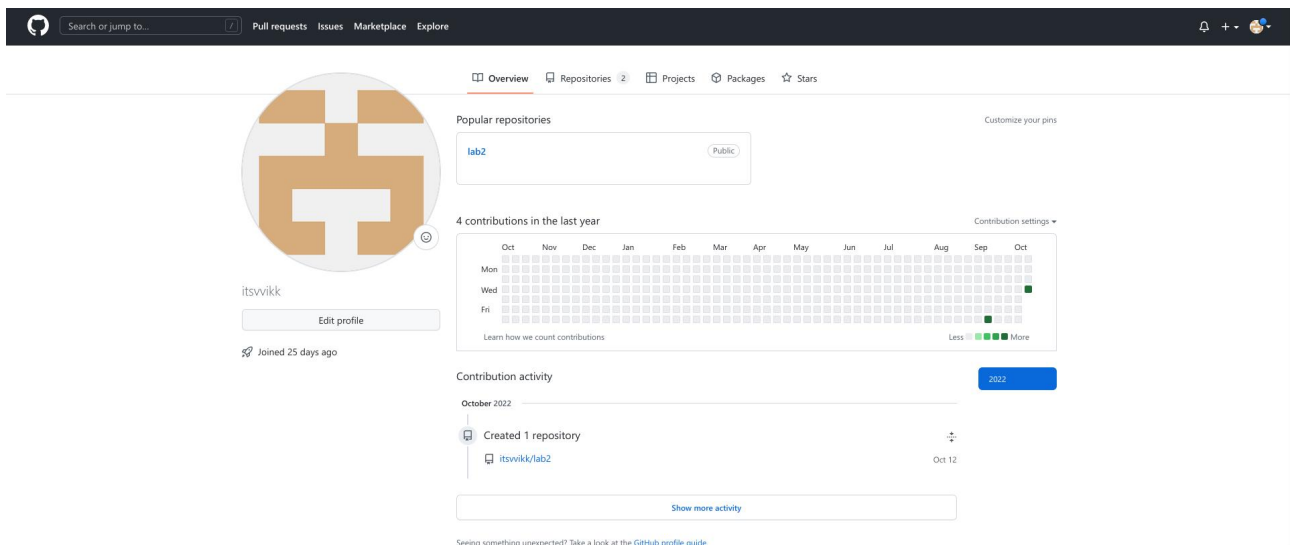 Search or jump to... /
Pull requests Issues Marketplace Explore
Overview Repositories 2 Projects Packages Stars
itsvvikk
Edit profile
Joined 25 days ago
Popular repositories Customize your pins
lab2 Public
4 contributions in the last year Contribution settings
Oct Nov Dec Jan Feb Mar Apr May Jun Jul Aug Sep Oct
Mon
Wed
Fri
Learn how we count contributions Less More
Contribution activity 2022
October 2022
Created 1 repository
itsvvikk/lab2 Oct 12
Show more activity
Seeing something unexpected? Take a look at the GitHub profile guide